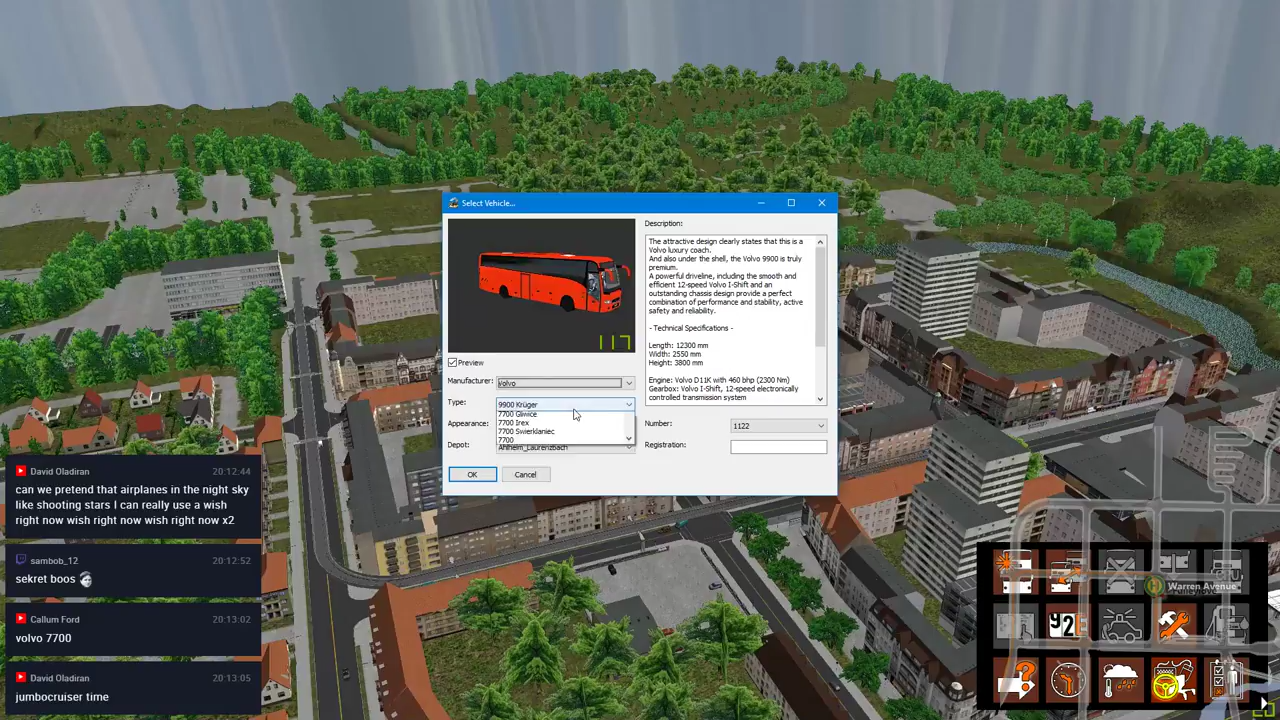 Select Vehicle...
117
Preview
Manufacturer:
Volvo
Type:
9900 Krüger
7700 Gliwice
7700 Irex
7700 Swierklaniec
7700
Appearance:
Depot:
Ahlheim_Laurenzbach
OK
Cancel
Description:
The attractive design clearly states that this is a
Volvo luxury coach.
And also under the shell, the Volvo 9900 is truly
premium.
A powerful driveline, including the smooth and
efficient 12-speed Volvo I-Shift and an
outstanding chassis design provide a perfect
combination of performance and stability, active
safety and reliability.
- Technical Specifications -
Length: 12300 mm
Width: 2550 mm
Height: 3800 mm
Engine: Volvo D11K with 460 bhp (2300 Nm)
Gearbox: Volvo I-Shift, 12-speed electronically
controlled transmission system
Number:
1122
Registration:
David Oladiran 20:12:44
can we pretend that airplanes in the night sky
like shooting stars I can really use a wish
right now wish right now wish right now x2
sambob_12 20:12:52
sekret boos
Callum Ford 20:13:02
volvo 7700
David Oladiran 20:13:05
jumbocruiser time
Warren Avenue
92